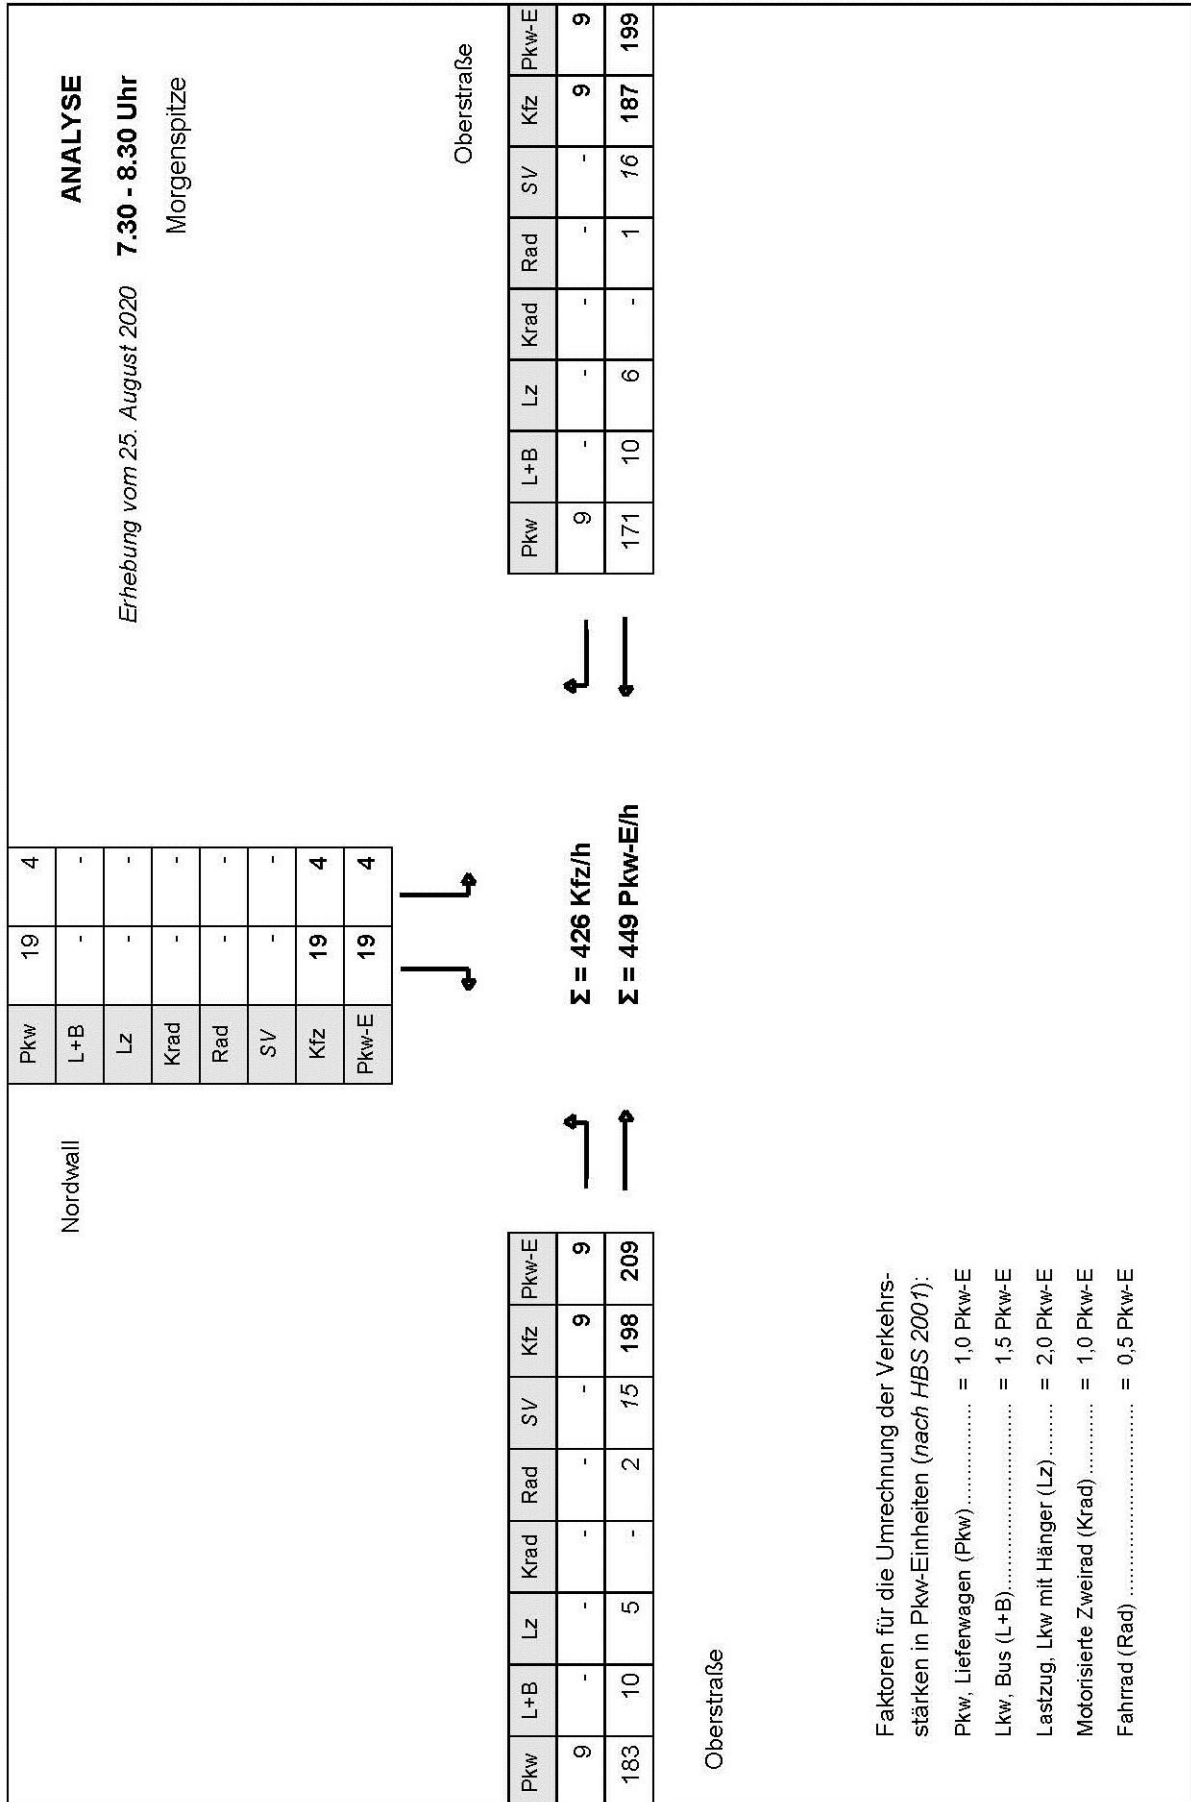 ANALYSE
Erhebung vom 25. August 2020 7.30 - 8.30 Uhr
Morgenspitze
Nordwall
Pkw 19 4
L+B - -
Lz - -
Krad - -
Rad - -
SV - -
Kfz 19 4
Pkw-E 19 4
Oberstraße
Pkw L+B Lz Krad Rad SV Kfz Pkw-E
9 - - - - - 9 9
183 10 5 - 2 15 198 209
Σ = 426 Kfz/h
Σ = 449 Pkw-E/h
Pkw L+B Lz Krad Rad SV Kfz Pkw-E
9 - - - - - 9 9
171 10 6 - 1 16 187 199
Oberstraße
Faktoren für die Umrechnung der Verkehrs-
stärken in Pkw-Einheiten (nach HBS 2001):
Pkw, Lieferwagen (Pkw).................. = 1,0 Pkw-E
Lkw, Bus (L+B)................................ = 1,5 Pkw-E
Lastzug, Lkw mit Hänger (Lz).......... = 2,0 Pkw-E
Motorisierte Zweirad (Krad)............. = 1,0 Pkw-E
Fahrrad (Rad) .................................. = 0,5 Pkw-E